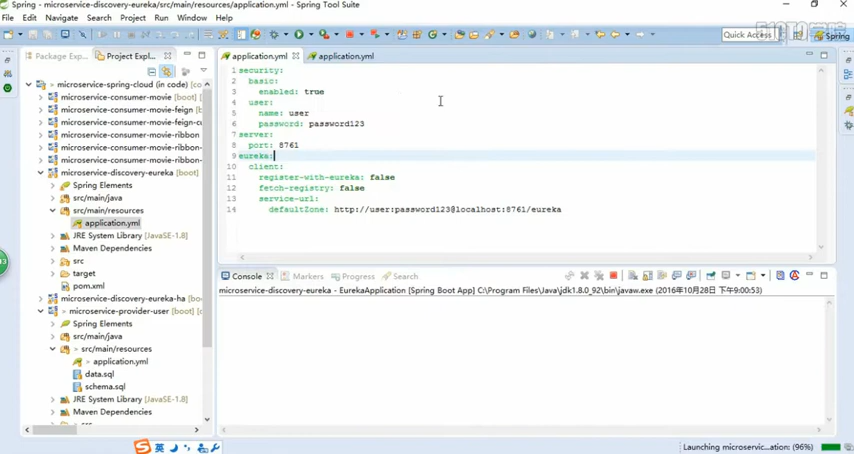 Spring - microservice-discovery-eureka/src/main/resources/application.yml - Spring Tool Suite
File Edit Navigate Search Project Run Window Help
Quick Access
Spring
Package Exp...
Project Expl...
application.yml
application.yml
microservice-spring-cloud (in code)
microservice-consumer-movie [boot]
microservice-consumer-movie-feign
microservice-consumer-movie-feign-cu
microservice-consumer-movie-ribbon
microservice-consumer-movie-ribbon
microservice-discovery-eureka [boot]
Spring Elements
src/main/java
src/main/resources
application.yml
JRE System Library [JavaSE-1.8]
Maven Dependencies
src
target
pom.xml
microservice-discovery-eureka-ha
> microservice-provider-user [boot]
Spring Elements
src/main/java
> src/main/resources
> application.yml
data.sql
schema.sql
JRE System Library [JavaSE-1.8]
Maven Dependencies
1 security:
2 basic:
3 enabled: true
4 user:
5 name: user
6 password: password123
7 server:
8 port: 8761
9 eureka:
10 client:
11 register-with-eureka: false
12 fetch-registry: false
13 service-url:
14 defaultZone: http://user:password123@localhost:8761/eureka
Console Markers Progress Search
microservice-discovery-eureka - EurekaApplication [Spring Boot App] C:\Program Files\Java\jdk1.8.0_92\bin\javaw.exe (2016年10月28日 下午9:00:53)
英
Launching microservic...ation: (96%)